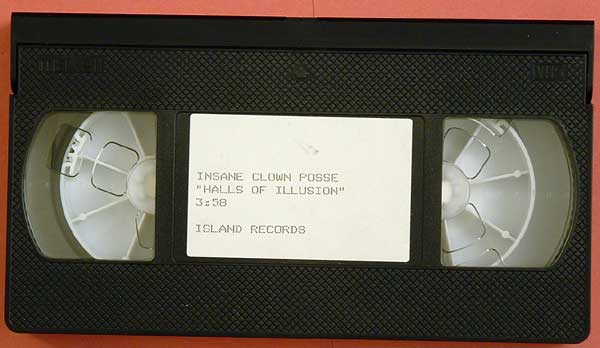 INSANE CLOWN POSSE
"HALLS OF ILLUSION"
3:58
ISLAND RECORDS